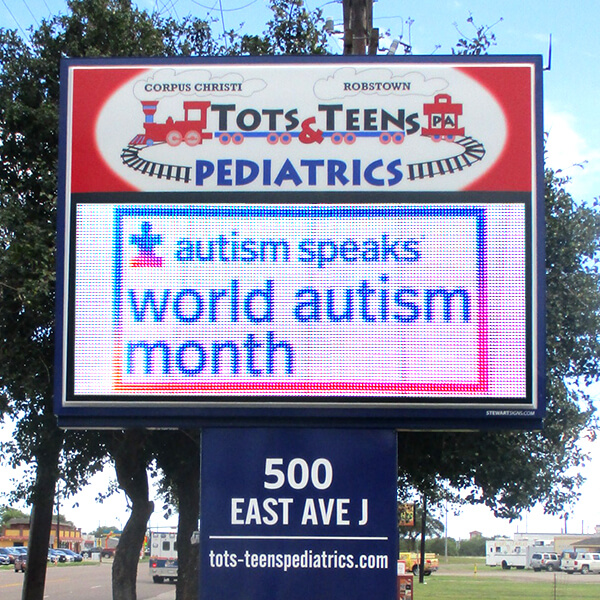 CORPUS CHRISTI ROBSTOWN
TOTS & TEENS PA
PEDIATRICS
autism speaks
world autism
month
STEWARTSIGNS.COM
500
EAST AVE J
tots-teenspediatrics.com